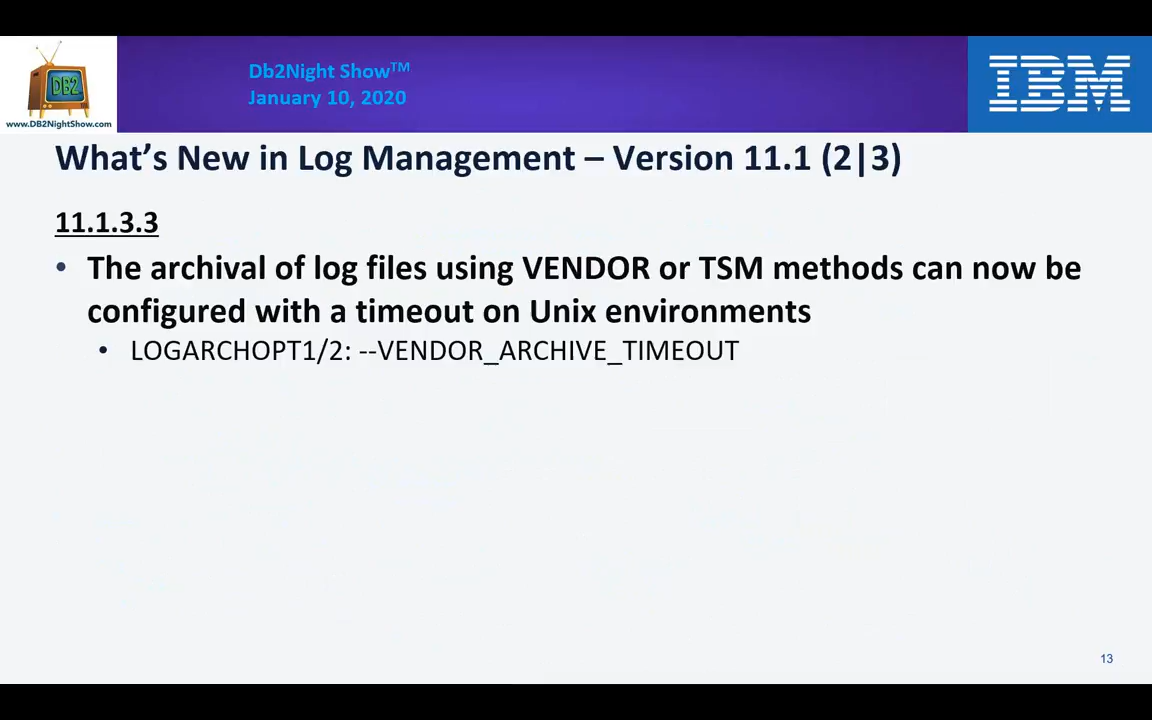 Db2Night Show™
January 10, 2020
DB2
www.DB2NightShow.com
IBM
What's New in Log Management – Version 11.1 (2|3)
11.1.3.3
• The archival of log files using VENDOR or TSM methods can now be
configured with a timeout on Unix environments
• LOGARCHOPT1/2: --VENDOR_ARCHIVE_TIMEOUT
13